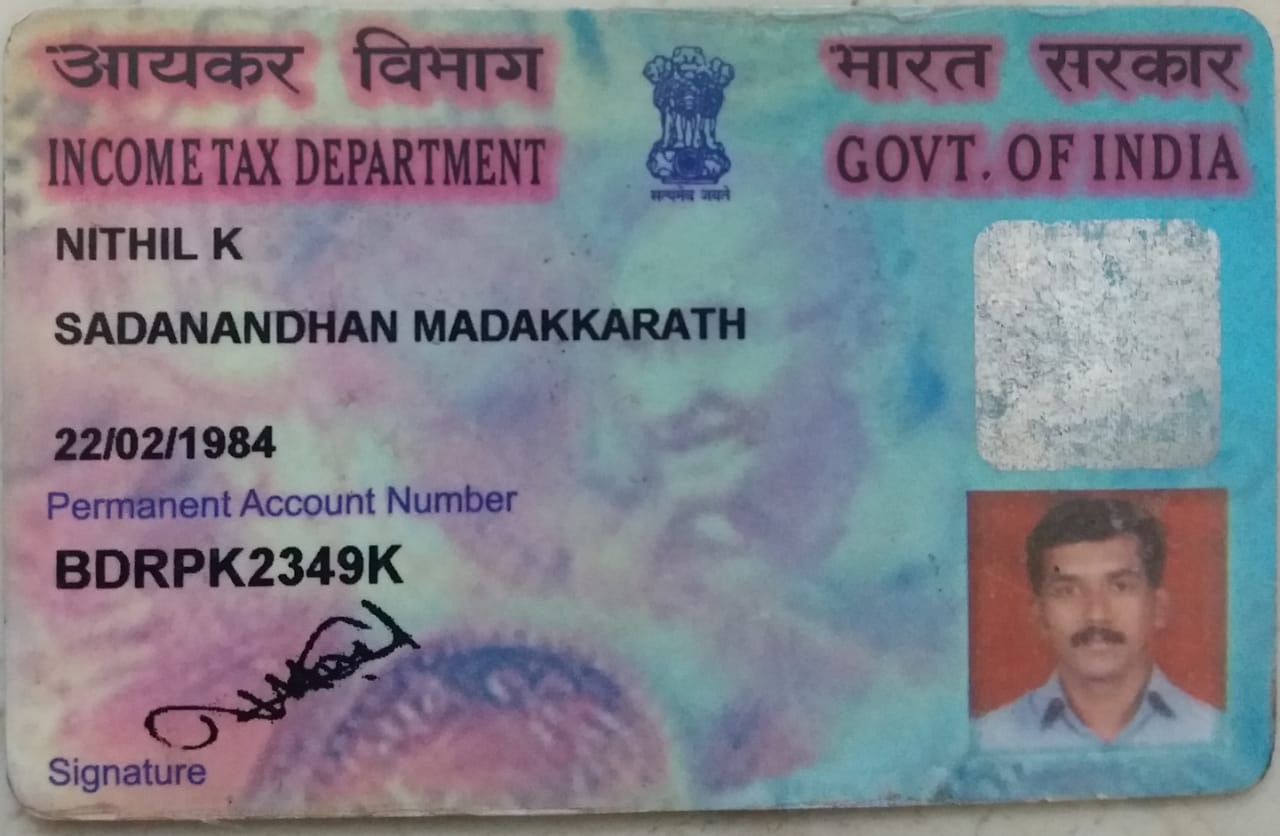 आयकर विभाग
भारत सरकार
INCOME TAX DEPARTMENT
GOVT. OF INDIA
सत्यमेव जयते
NITHIL K
SADANANDHAN MADAKKARATH
22/02/1984
Permanent Account Number
BDRPK2349K
Signature